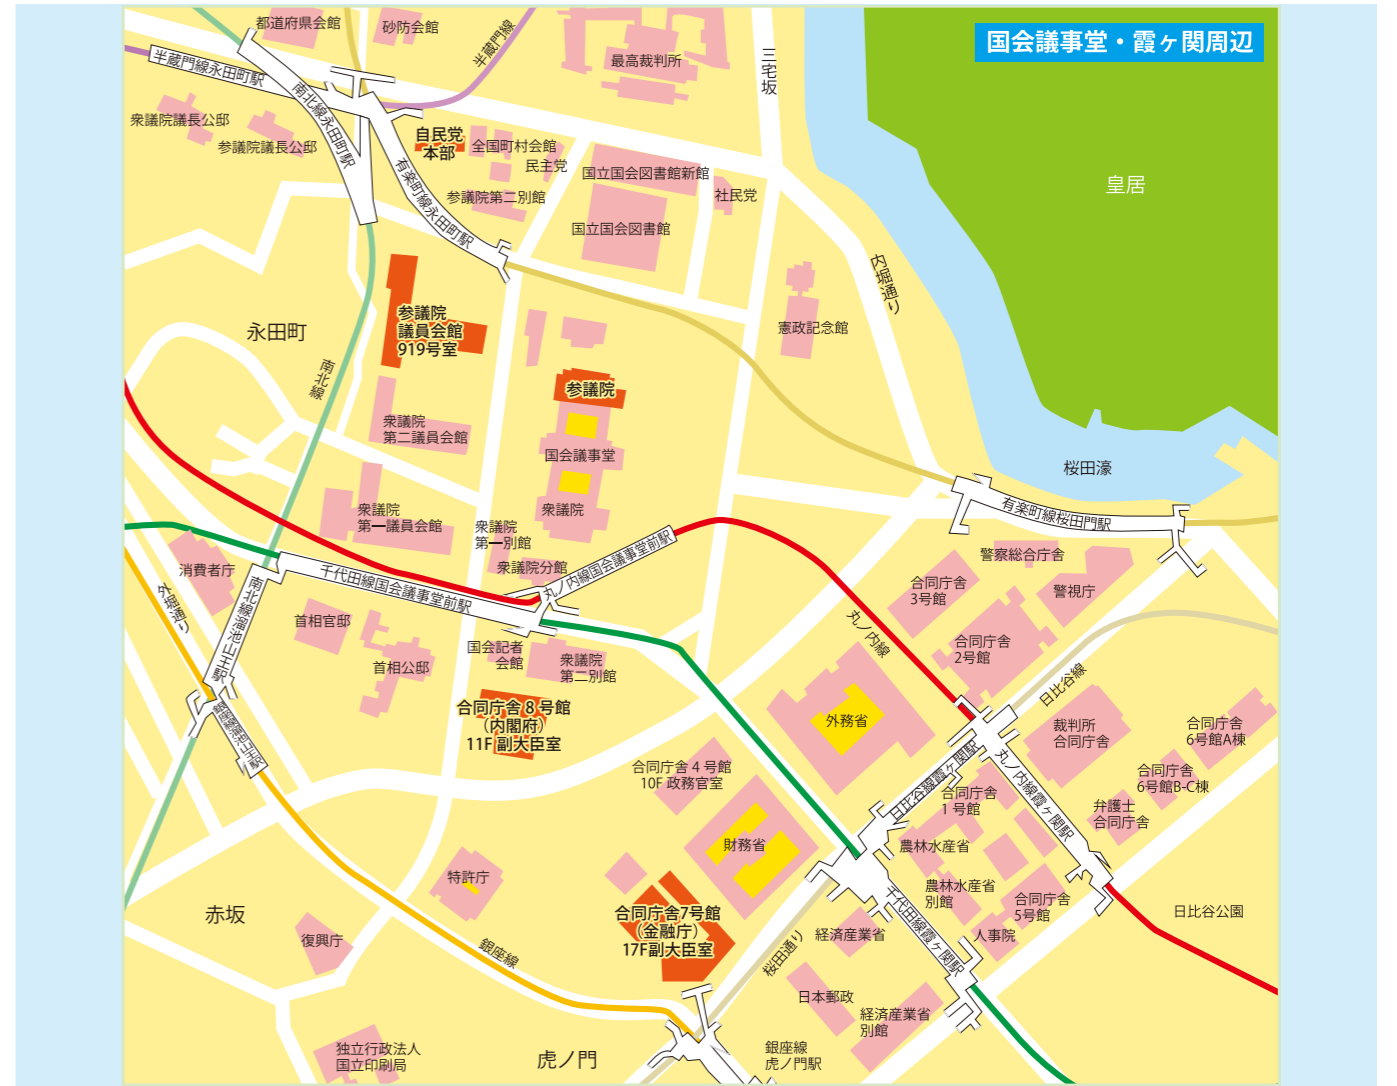 国会議事堂・霞ヶ関周辺
都道府県会館
砂防会館
半蔵門線
最高裁判所
三宅坂
半蔵門線永田町駅
南北線永田町駅
衆議院議長公邸
参議院議長公邸
自民党
本部
全国町村会館
民主党
国立国会図書館新館
社民党
皇居
有楽町線永田町駅
参議院第二別館
国立国会図書館
内堀通り
永田町
参議院
議員会館
919号室
憲政記念館
南北線
参議院
衆議院
第二議員会館
国会議事堂
桜田濠
衆議院
第一議員会館
衆議院
衆議院
第一別館
有楽町線桜田門駅
衆議院分館
丸ノ内線国会議事堂前駅
警察総合庁舎
消費者庁
外堀通り
千代田線国会議事堂前駅
合同庁舎
3号館
警視庁
南北線溜池山王駅
首相官邸
丸ノ内線
合同庁舎
2号館
首相公邸
国会記者
会館
衆議院
第二別館
日比谷線
合同庁舎８号館
（内閣府）
11F 副大臣室
外務省
裁判所
合同庁舎
合同庁舎
6号館A棟
銀座線溜池山王駅
合同庁舎４号館
10F 政務官室
日比谷線霞ヶ関駅
丸ノ内線霞ヶ関駅
合同庁舎
6号館B-C棟
合同庁舎
1 号館
弁護士
合同庁舎
財務省
農林水産省
特許庁
農林水産省
別館
合同庁舎
5号館
千代田線霞ヶ関駅
赤坂
合同庁舎7号館
（金融庁）
17F副大臣室
日比谷公園
復興庁
銀座線
桜田通り
経済産業省
人事院
日本郵政
経済産業省
別館
独立行政法人
国立印刷局
虎ノ門
銀座線
虎ノ門駅